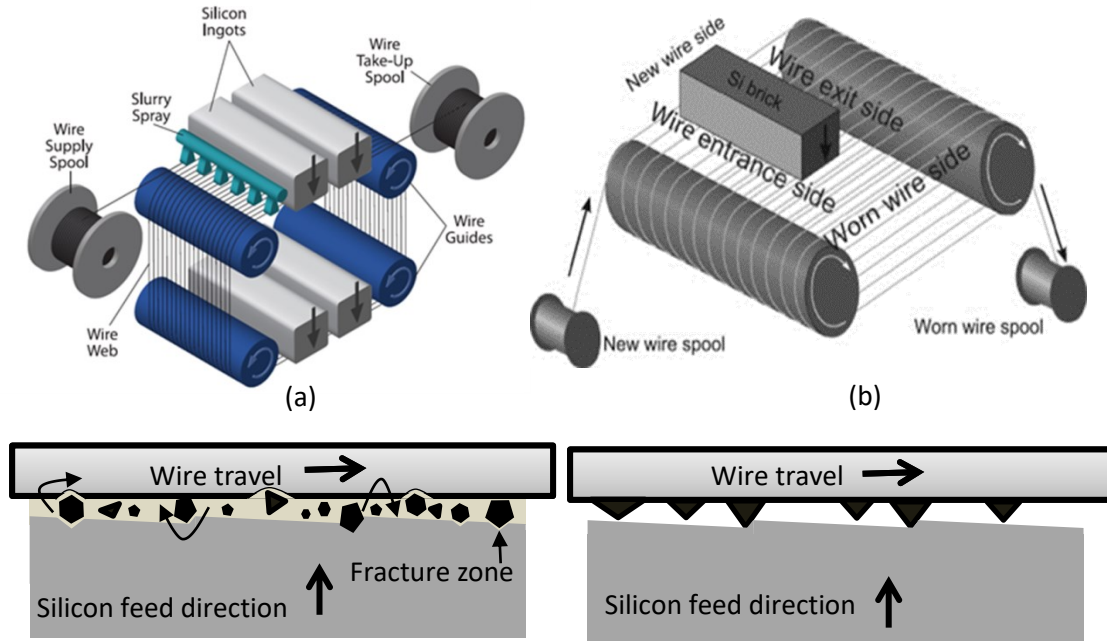 Silicon
Ingots
Wire
Take-Up
Spool
Slurry
Spray
Wire
Supply
Spool
Wire
Guides
Wire
Web
(a)
New wire side
Si brick
Wire exit side
Wire entrance side
Worn wire side
New wire spool
Worn wire spool
(b)
Wire travel
Fracture zone
Silicon feed direction
Wire travel
Silicon feed direction